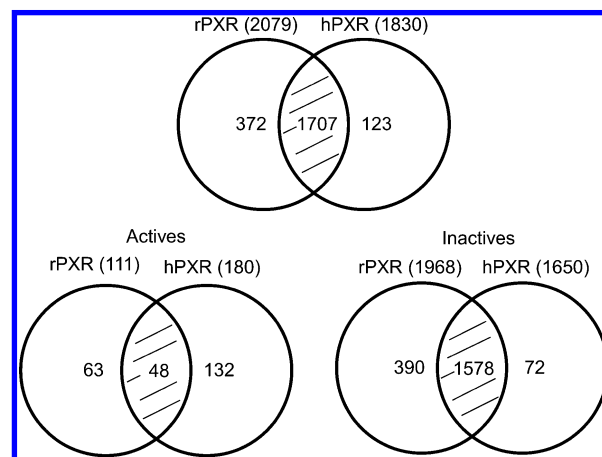 rPXR (2079) hPXR (1830)
372 1707 123
Actives Inactives
rPXR (111) hPXR (180) rPXR (1968) hPXR (1650)
63 48 132 390 1578 72